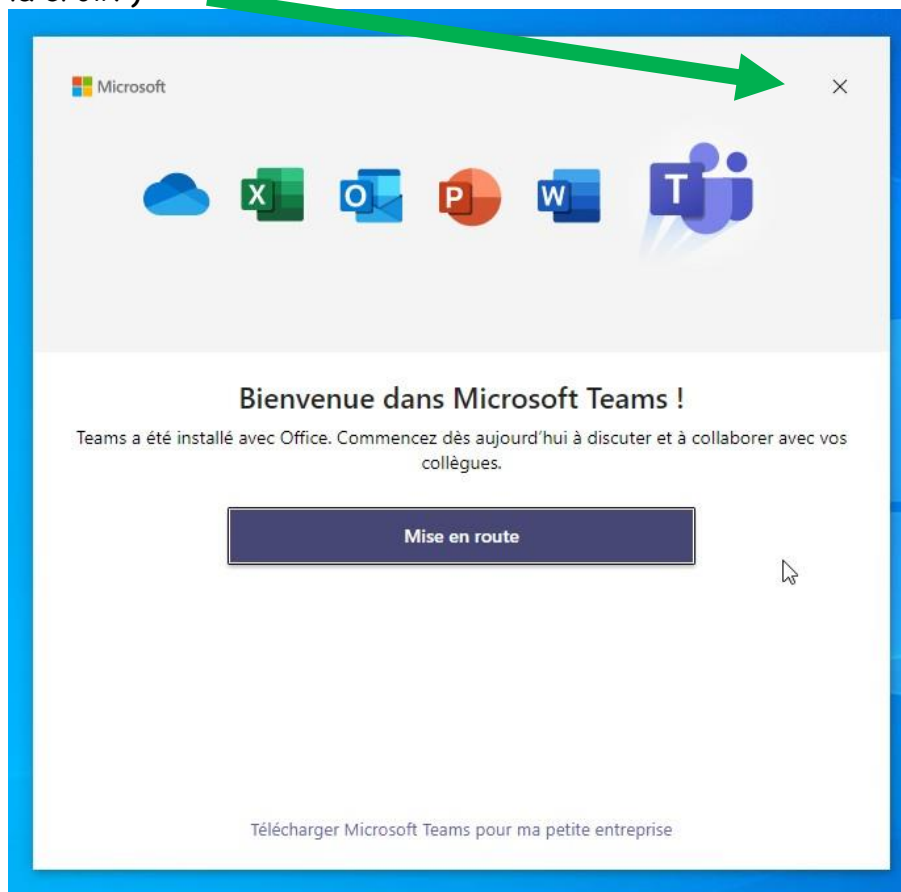 Microsoft
X
O
P
W
T
Bienvenue dans Microsoft Teams !
Teams a été installé avec Office. Commencez dès aujourd'hui à discuter et à collaborer avec vos
collègues.
Mise en route
Télécharger Microsoft Teams pour ma petite entreprise